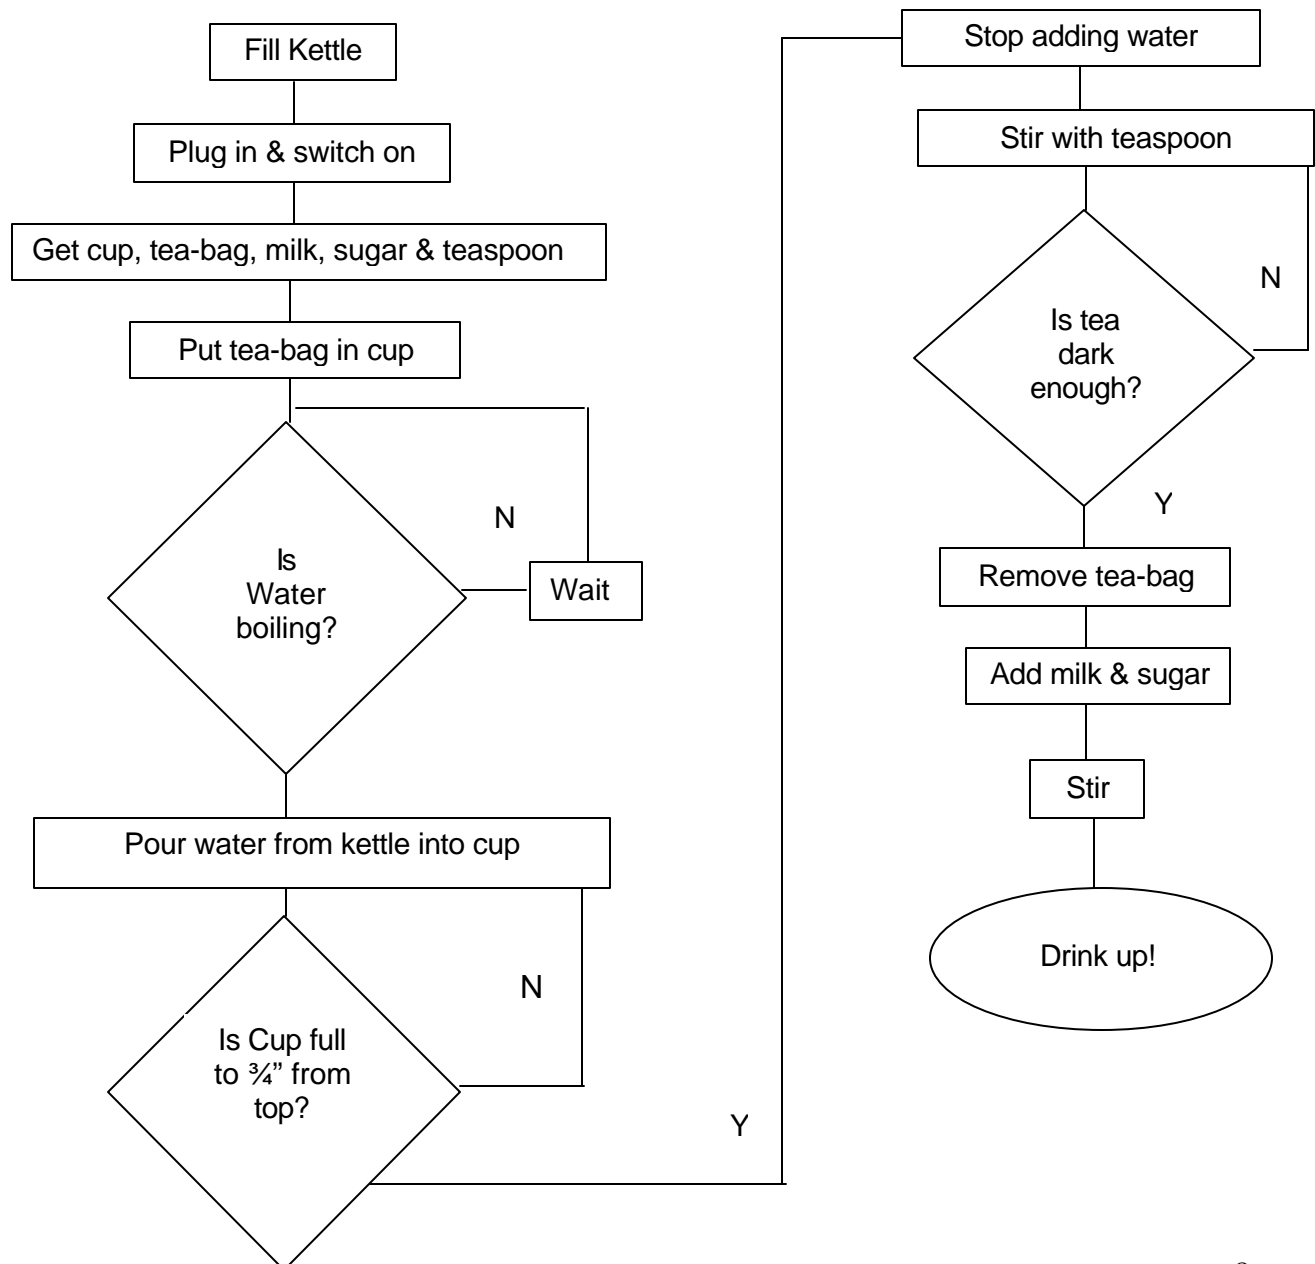 Fill Kettle
Plug in & switch on
Get cup, tea-bag, milk, sugar & teaspoon
Put tea-bag in cup
N
Is
Water
boiling?
Wait
Pour water from kettle into cup
N
Is Cup full
to ¾” from
top?
Y
Stop adding water
Stir with teaspoon
N
Is tea
dark
enough?
Y
Remove tea-bag
Add milk & sugar
Stir
Drink up!